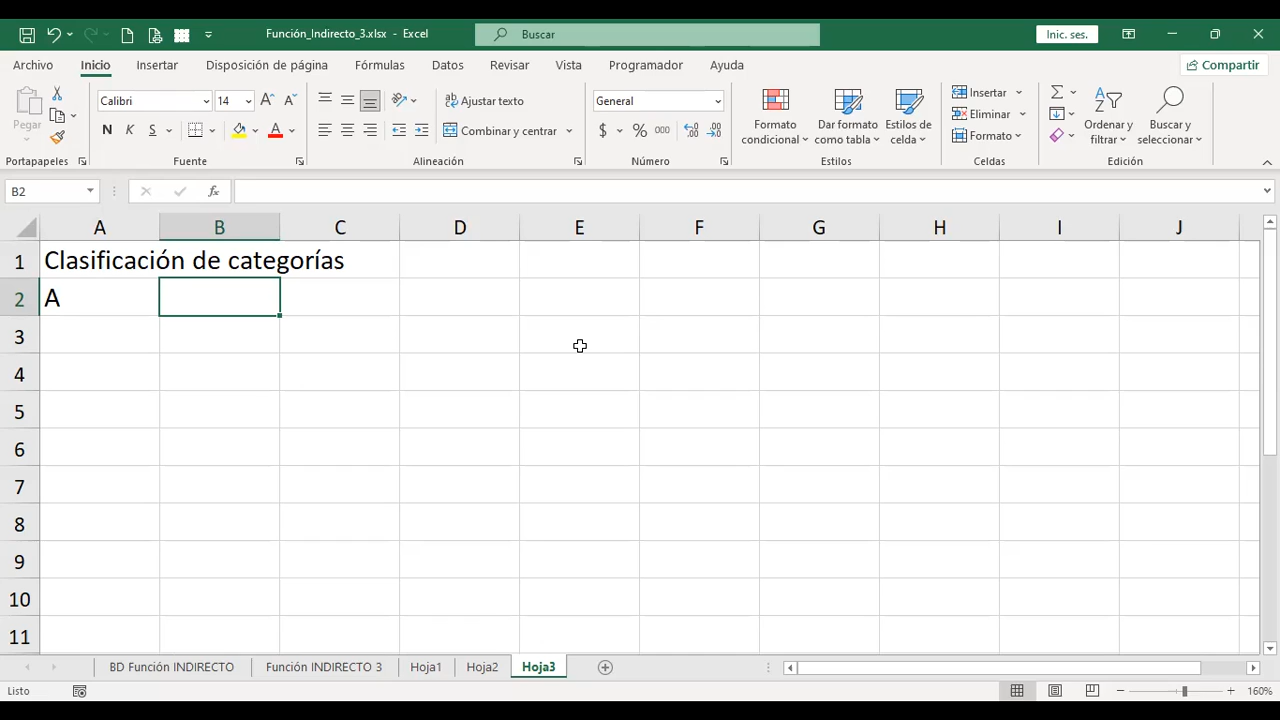 Función_Indirecto_3.xlsx - Excel
Buscar
Inic. ses.
Archivo Inicio Insertar Disposición de página Fórmulas Datos Revisar Vista Programador Ayuda
Compartir
Pegar
Portapapeles
Calibri 14
N K S A
Fuente
Ajustar texto
Combinar y centrar
Alineación
General
$ % 000
Número
Formato condicional
Dar formato como tabla
Estilos de celda
Estilos
Insertar
Eliminar
Formato
Celdas
Ordenar y filtrar
Buscar y seleccionar
Edición
B2
fx
A B C D E F G H I J
1 Clasificación de categorías
2 A
3
4
5
6
7
8
9
10
11
BD Función INDIRECTO Función INDIRECTO 3 Hoja1 Hoja2 Hoja3
Listo
160%